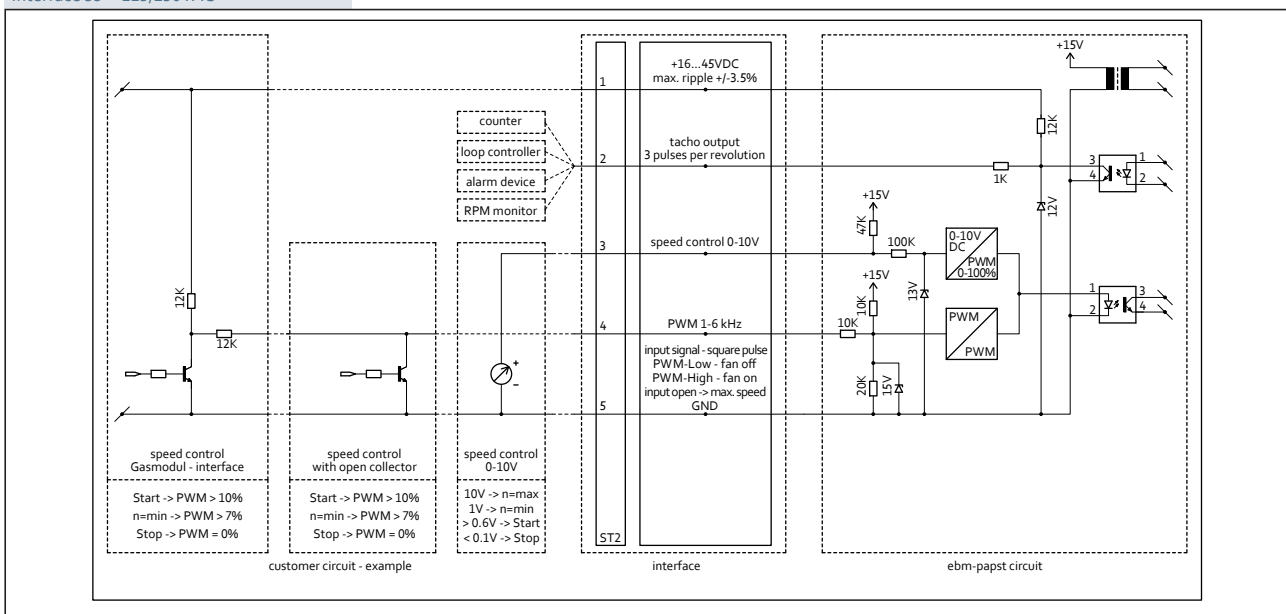 +16...45VDC
max. ripple +/-3.5%
1
+15V
12K
counter
loop controller
alarm device
RPM monitor
2
tacho output
3 pulses per revolution
1K
3
4
1
2
12V
+15V
47K
3
speed control 0-10V
100K
0-10V
DC
PWM
0-100%
13V
+15V
10K
12K
12K
4
PWM 1-6 kHz
10K
PWM
PWM
1
2
3
4
input signal - square pulse
PWM-Low - fan off
PWM-High - fan on
input open -> max. speed
GND
+
–
20K
15V
5
speed control
Gasmodul - interface
Start -> PWM > 10%
n=min -> PWM > 7%
Stop -> PWM = 0%
speed control
with open collector
Start -> PWM > 10%
n=min -> PWM > 7%
Stop -> PWM = 0%
speed control
0-10V
10V -> n=max
1V -> n=min
> 0.6V -> Start
< 0.1V -> Stop
ST2
customer circuit - example
interface
ebm-papst circuit